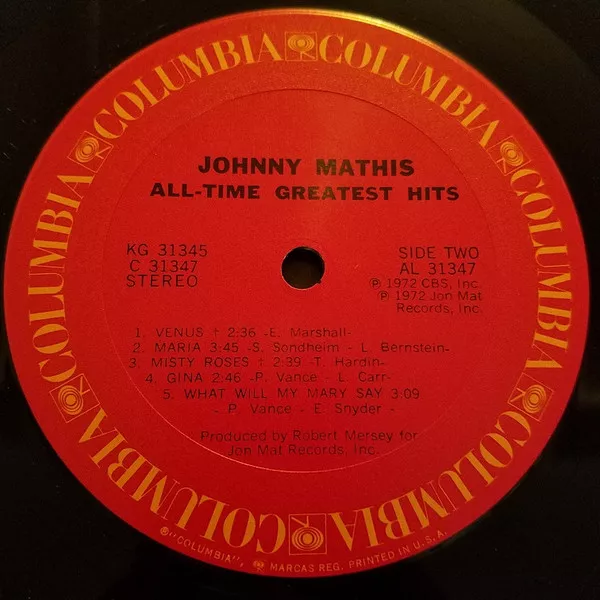 COLUMBIA COLUMBIA COLUMBIA COLUMBIA COLUMBIA COLUMBIA
JOHNNY MATHIS
ALL-TIME GREATEST HITS
KG 31345
C 31347
STEREO
SIDE TWO
AL 31347
℗ 1972 CBS, Inc.
℗ 1972 Jon Mat
Records, Inc.
1. VENUS † 2:36 -E. Marshall-
2. MARIA 3:45 -S. Sondheim - L. Bernstein-
3. MISTY ROSES † 2:39 -T. Hardin-
4. GINA 2:46 -P. Vance - L. Carr-
5. WHAT WILL MY MARY SAY 3:09
- P. Vance - E. Snyder -
Produced by Robert Mersey for
Jon Mat Records, Inc.
®"COLUMBIA", MARCAS REG. PRINTED IN U.S.A.